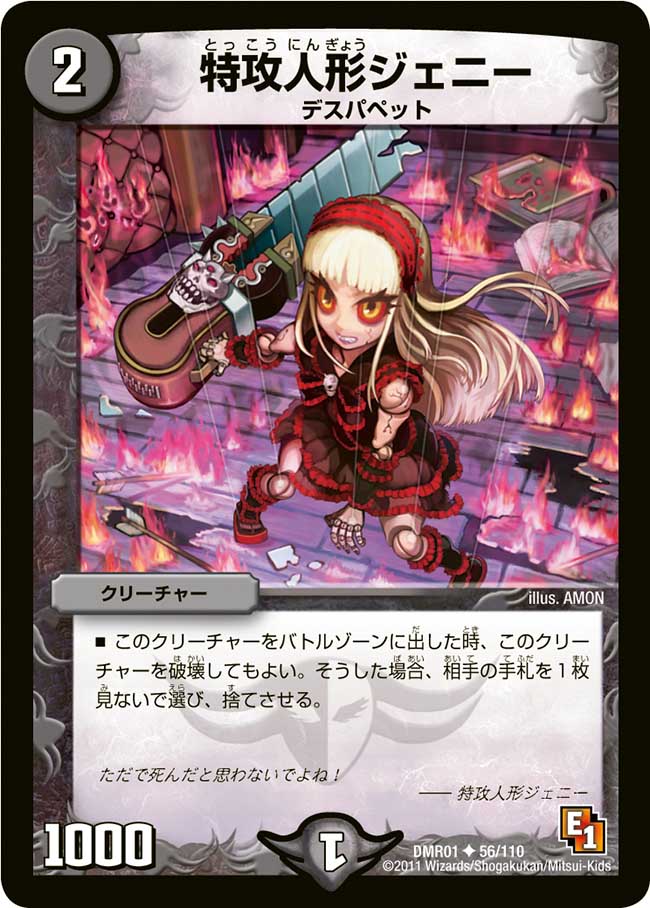 2
とっこうにんぎょう
特攻人形ジェニー
デスパペット
クリーチャー
illus. AMON
■ このクリーチャーをバトルゾーンに出した時、このクリー
チャーを破壊してもよい。そうした場合、相手の手札を1枚
見ないで選び、捨てさせる。
ただで死んだと思わないでよね!
—— 特攻人形ジェニー
1000
1
E1
DMR01 ◆ 56/110
©2011 Wizards/Shogakukan/Mitsui-Kids